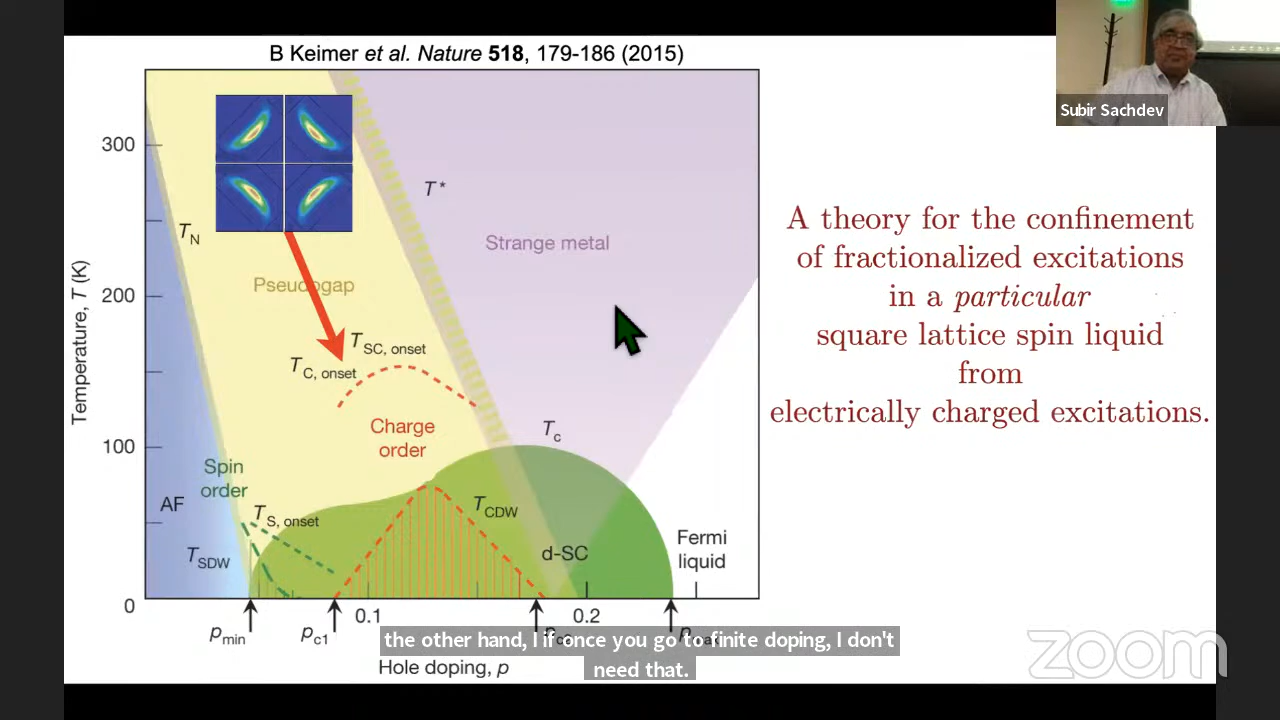 B Keimer et al. Nature 518, 179-186 (2015)
Subir Sachdev
300
200
100
0
Temperature, T (K)
T*
T_N
Strange metal
Pseudogap
T_SC, onset
T_C, onset
Charge order
T_c
Spin order
AF
T_S, onset
T_CDW
T_SDW
d-SC
Fermi liquid
0.1
0.2
p_min
p_c1
Hole doping, p
A theory for the confinement
of fractionalized excitations
in a particular
square lattice spin liquid
from
electrically charged excitations.
the other hand, I if once you go to finite doping, I don't
need that.
zoom